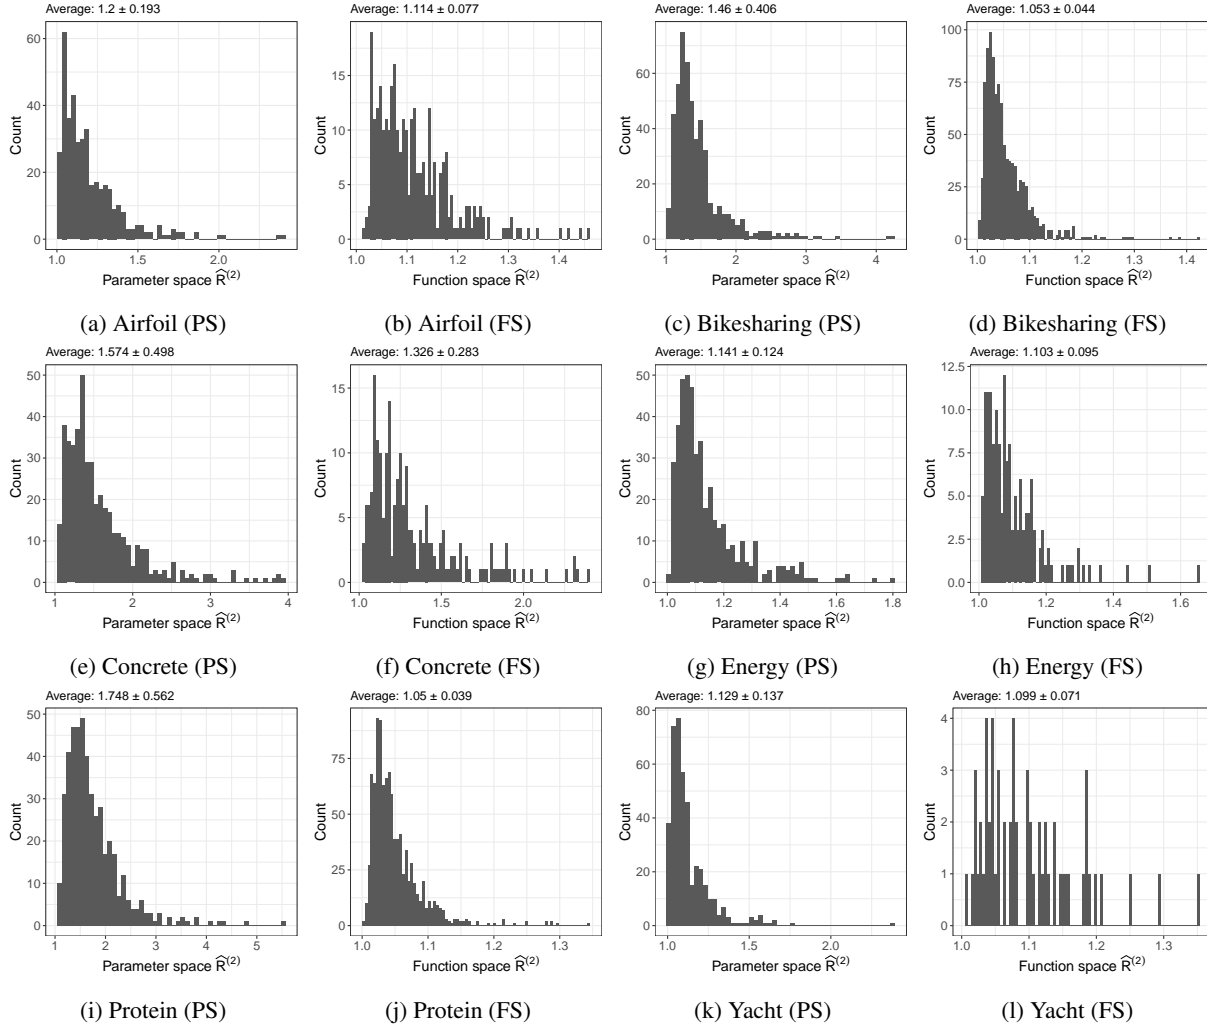 Average: 1.2 ± 0.193
Count
60
40
20
0
1.0
1.5
2.0
Parameter space R̂(2)
(a) Airfoil (PS)
Average: 1.114 ± 0.077
Count
15
10
5
0
1.0
1.1
1.2
1.3
1.4
Function space R̂(2)
(b) Airfoil (FS)
Average: 1.46 ± 0.406
Count
60
40
20
0
1
2
3
4
Parameter space R̂(2)
(c) Bikesharing (PS)
Average: 1.053 ± 0.044
Count
100
75
50
25
0
1.0
1.1
1.2
1.3
1.4
Function space R̂(2)
(d) Bikesharing (FS)
Average: 1.574 ± 0.498
Count
50
40
30
20
10
0
1
2
3
4
Parameter space R̂(2)
(e) Concrete (PS)
Average: 1.326 ± 0.283
Count
15
10
5
0
1.0
1.5
2.0
Function space R̂(2)
(f) Concrete (FS)
Average: 1.141 ± 0.124
Count
50
40
30
20
10
0
1.0
1.2
1.4
1.6
1.8
Parameter space R̂(2)
(g) Energy (PS)
Average: 1.103 ± 0.095
Count
12.5
10.0
7.5
5.0
2.5
0.0
1.0
1.2
1.4
1.6
Function space R̂(2)
(h) Energy (FS)
Average: 1.748 ± 0.562
Count
50
40
30
20
10
0
1
2
3
4
5
Parameter space R̂(2)
(i) Protein (PS)
Average: 1.05 ± 0.039
Count
75
50
25
0
1.0
1.1
1.2
1.3
Function space R̂(2)
(j) Protein (FS)
Average: 1.129 ± 0.137
Count
80
60
40
20
0
1.0
1.5
2.0
Parameter space R̂(2)
(k) Yacht (PS)
Average: 1.099 ± 0.071
Count
4
3
2
1
0
1.0
1.1
1.2
1.3
Function space R̂(2)
(l) Yacht (FS)